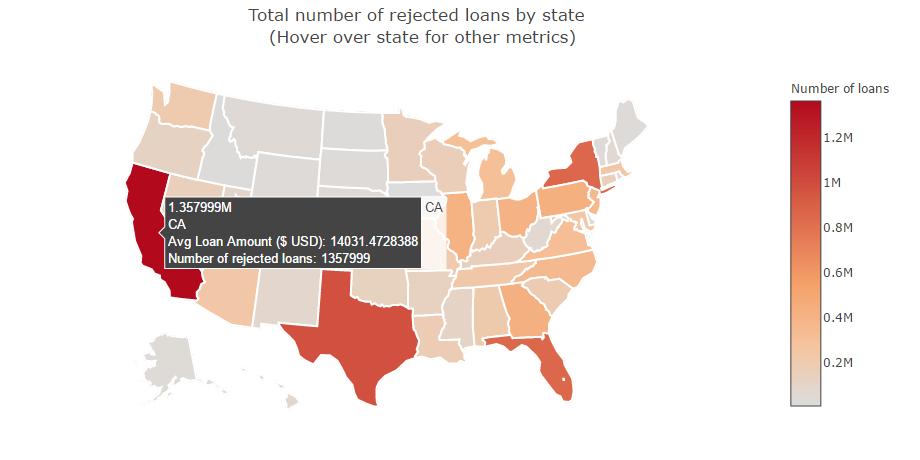 Total number of rejected loans by state
(Hover over state for other metrics)
Number of loans
1.2M
1M
0.8M
0.6M
0.4M
0.2M
1.357999M
CA
CA
Avg Loan Amount ($ USD): 14031.4728388
Number of rejected loans: 1357999